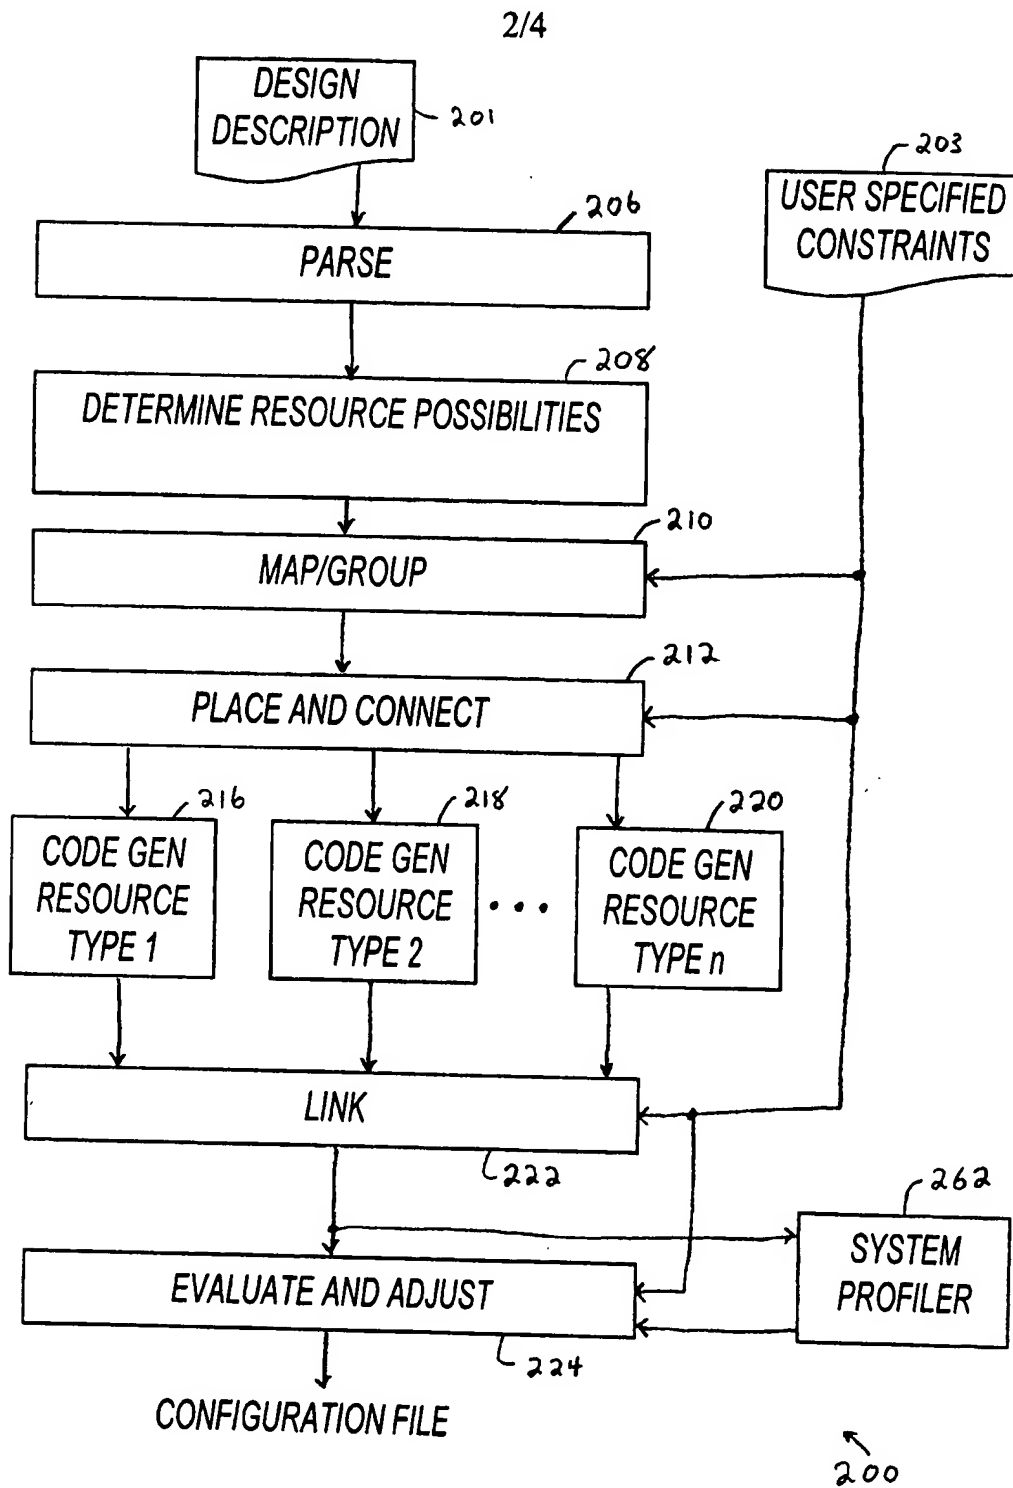 2/4
DESIGN
DESCRIPTION
201
203
USER SPECIFIED
CONSTRAINTS
206
PARSE
208
DETERMINE RESOURCE POSSIBILITIES
210
MAP/GROUP
212
PLACE AND CONNECT
216
CODE GEN
RESOURCE
TYPE 1
218
CODE GEN
RESOURCE
TYPE 2
...
220
CODE GEN
RESOURCE
TYPE n
LINK
222
262
SYSTEM
PROFILER
EVALUATE AND ADJUST
224
CONFIGURATION FILE
200